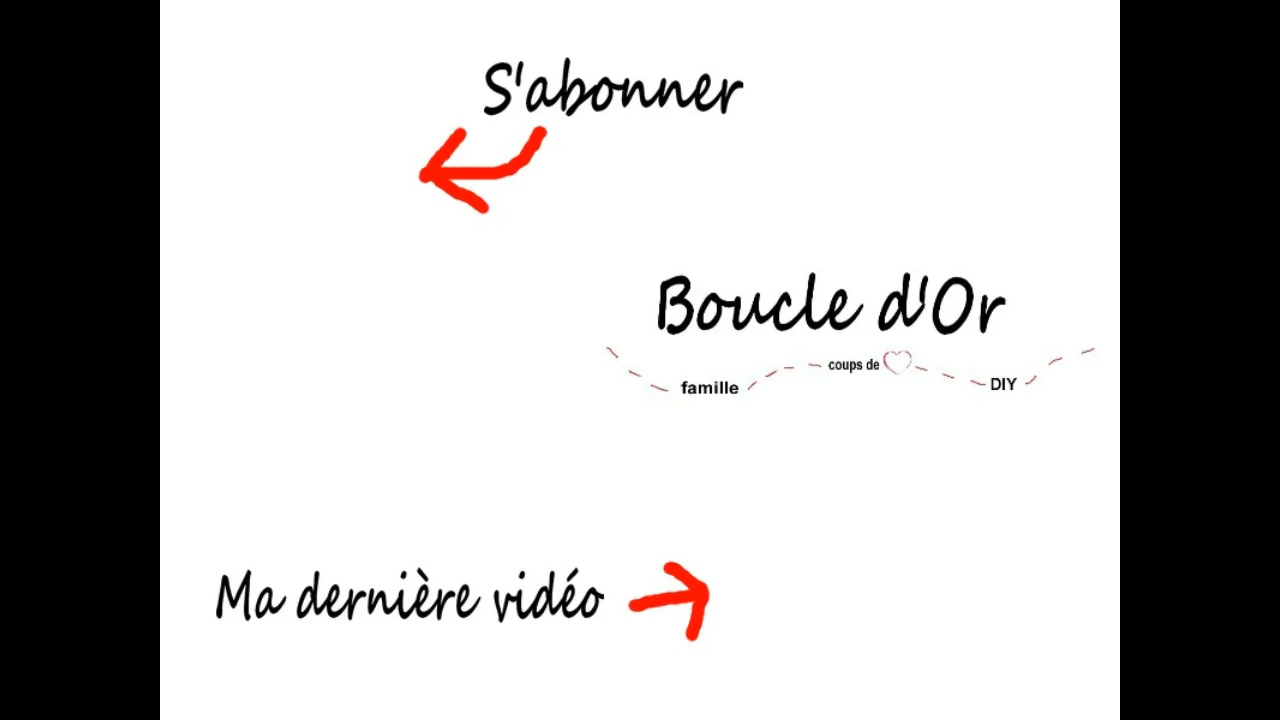 S'abonner
Boucle d'Or
famille coups de DIY
Ma dernière vidéo